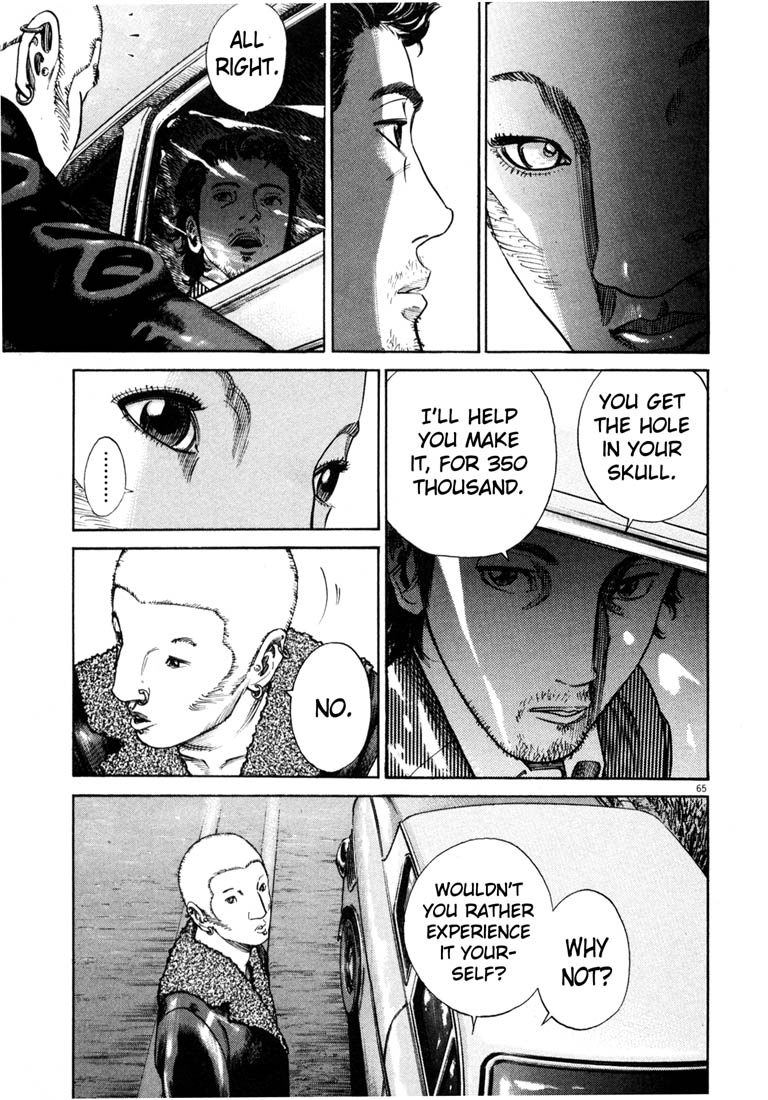 ALL
RIGHT.
YOU GET
THE HOLE
IN YOUR
SKULL.
I'LL HELP
YOU MAKE
IT, FOR 350
THOUSAND.
........
NO.
65
WHY
NOT?
WOULDN'T
YOU RATHER
EXPERIENCE
IT YOUR-
SELF?